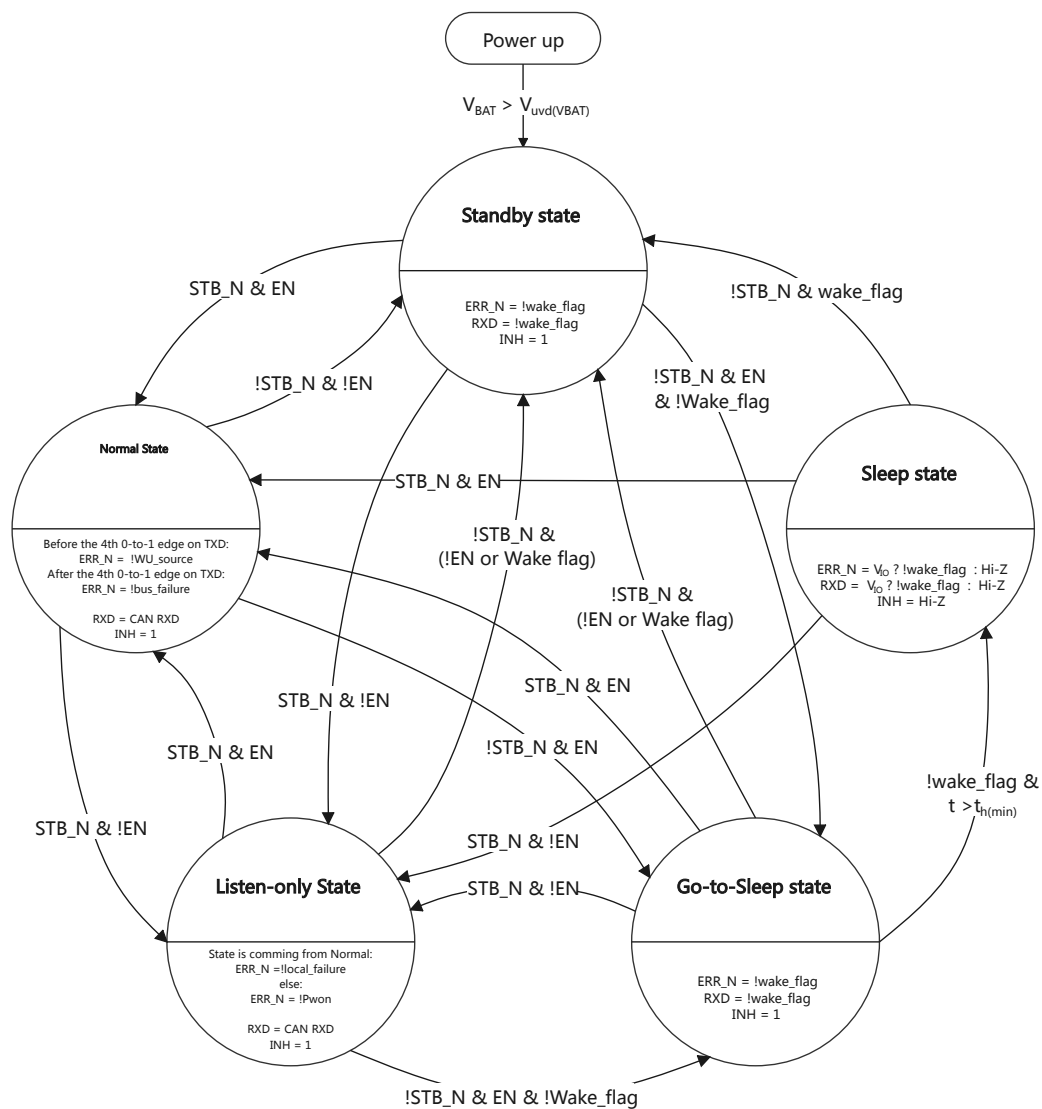 Power up
V_BAT > V_uvd(VBAT)
Standby state
ERR_N = !wake_flag
RXD = !wake_flag
INH = 1
STB_N & EN
!STB_N & wake_flag
!STB_N & !EN
!STB_N & EN
& !Wake_flag
Normal State
Before the 4th 0-to-1 edge on TXD:
ERR_N = !WU_source
After the 4th 0-to-1 edge on TXD:
ERR_N = !bus_failure
RXD = CAN RXD
INH = 1
STB_N & EN
Sleep state
ERR_N = V_IO ? !wake_flag : Hi-Z
RXD = V_IO ? !wake_flag : Hi-Z
INH = Hi-Z
!STB_N &
(!EN or Wake flag)
!STB_N &
(!EN or Wake flag)
STB_N & EN
STB_N & !EN
!STB_N & EN
STB_N & EN
!wake_flag &
t >t_h(min)
STB_N & !EN
STB_N & !EN
STB_N & !EN
Listen-only State
State is comming from Normal:
ERR_N =!local_failure
else:
ERR_N = !Pwon
RXD = CAN RXD
INH = 1
Go-to-Sleep state
ERR_N = !wake_flag
RXD = !wake_flag
INH = 1
!STB_N & EN & !Wake_flag